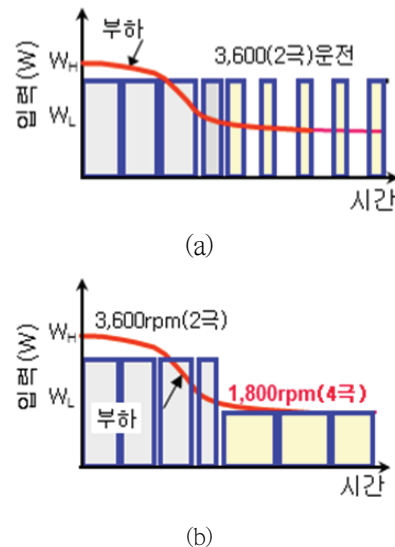 부하
3,600(2극)운전
입력 (W)
W_H
W_L
시간
(a)
3,600rpm(2극)
입력 (W)
W_H
W_L
1,800rpm(4극)
부하
시간
(b)